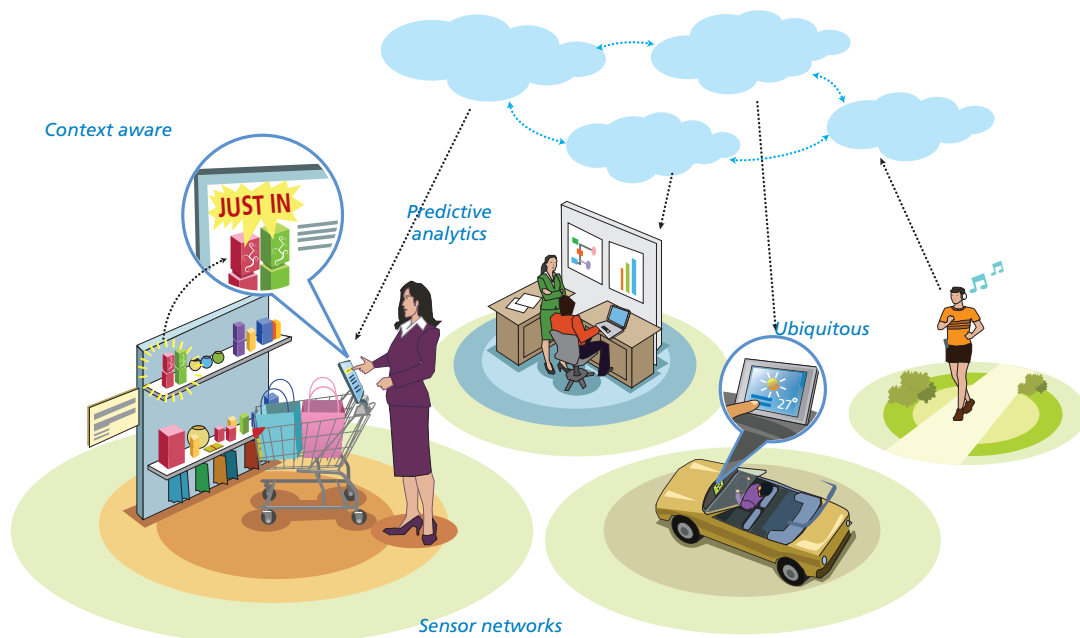 Context aware
JUST IN
Predictive
analytics
Ubiquitous
27°
Sensor networks